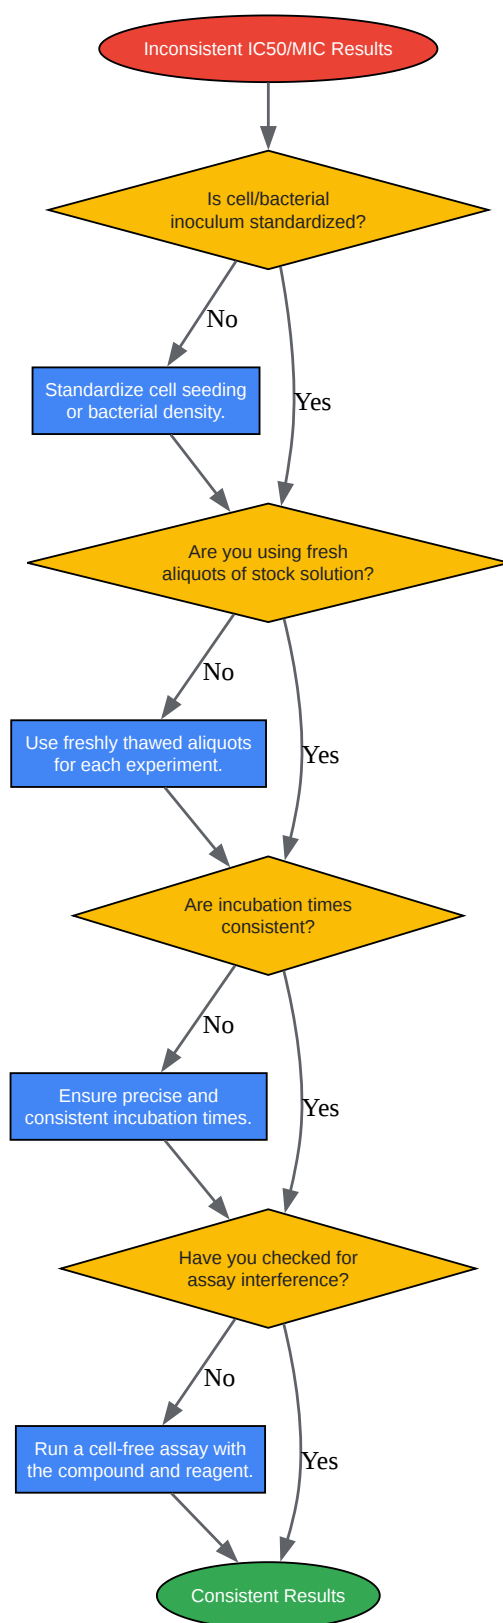 Inconsistent IC50/MIC Results
Is cell/bacterial
inoculum standardized?
No
Standardize cell seeding
or bacterial density.
Yes
Are you using fresh
aliquots of stock solution?
No
Use freshly thawed aliquots
for each experiment.
Yes
Are incubation times
consistent?
No
Ensure precise and
consistent incubation times.
Yes
Have you checked for
assay interference?
No
Run a cell-free assay with
the compound and reagent.
Yes
Consistent Results